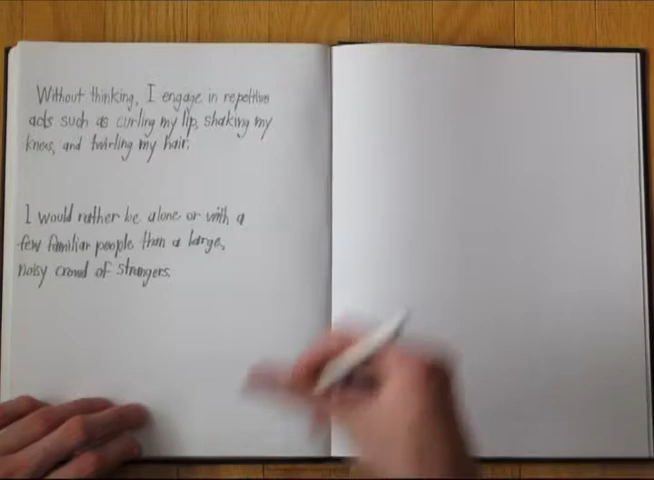 Without thinking, I engage in repetitive
acts such as curling my lip, shaking my
knees, and twirling my hair.
I would rather be alone or with a
few familiar people than a large,
noisy crowd of strangers.